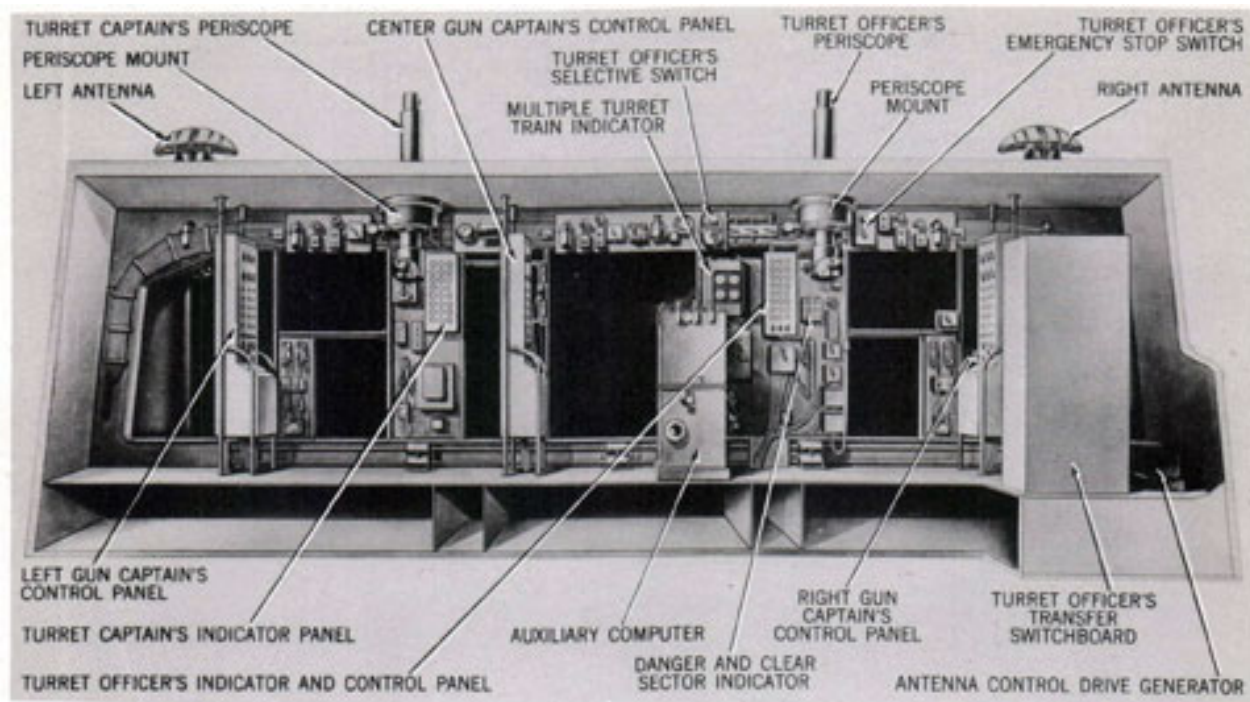 TURRET CAPTAIN'S PERISCOPE
PERISCOPE MOUNT
LEFT ANTENNA
CENTER GUN CAPTAIN'S CONTROL PANEL
TURRET OFFICER'S
SELECTIVE SWITCH
MULTIPLE TURRET
TRAIN INDICATOR
TURRET OFFICER'S
PERISCOPE
PERISCOPE
MOUNT
TURRET OFFICER'S
EMERGENCY STOP SWITCH
RIGHT ANTENNA
LEFT GUN CAPTAIN'S
CONTROL PANEL
TURRET CAPTAIN'S INDICATOR PANEL
TURRET OFFICER'S INDICATOR AND CONTROL PANEL
AUXILIARY COMPUTER
DANGER AND CLEAR
SECTOR INDICATOR
RIGHT GUN
CAPTAIN'S
CONTROL PANEL
TURRET OFFICER'S
TRANSFER
SWITCHBOARD
ANTENNA CONTROL DRIVE GENERATOR